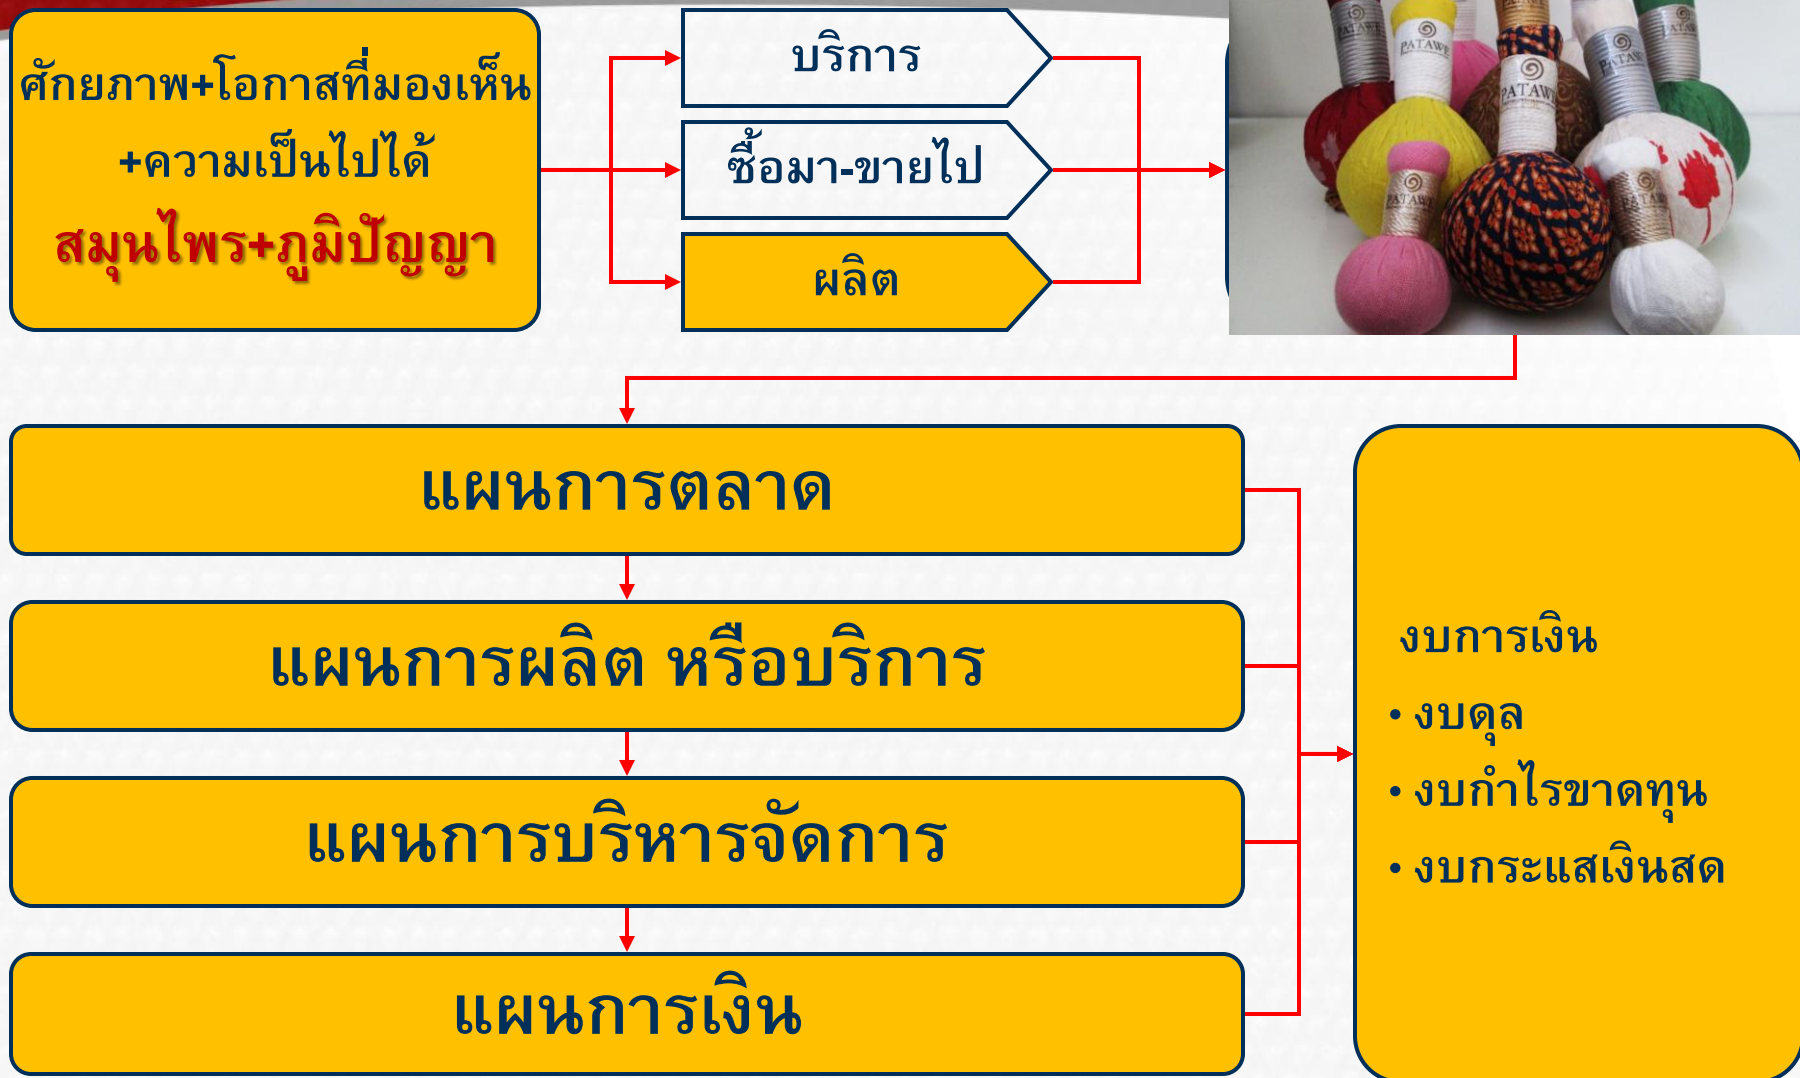 ศักยภาพ+โอกาสที่มองเห็น
+ความเป็นไปได้
สมุนไพร+ภูมิปัญญา
บริการ
ซื้อมา-ขายไป
ผลิต
PATAWE
PATAWE
PATAWE
PATAWE
แผนการตลาด
แผนการผลิต หรือบริการ
แผนการบริหารจัดการ
แผนการเงิน
งบการเงิน
• งบดุล
• งบกำไรขาดทุน
• งบกระแสเงินสด